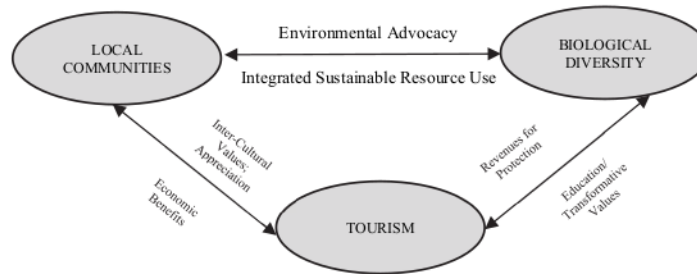 LOCAL
COMMUNITIES
Environmental Advocacy
Integrated Sustainable Resource Use
BIOLOGICAL
DIVERSITY
Inter-Cultural
Values;
Appreciation
Economic
Benefits
Revenues for
Protection
Education/
Transformative
Values
TOURISM